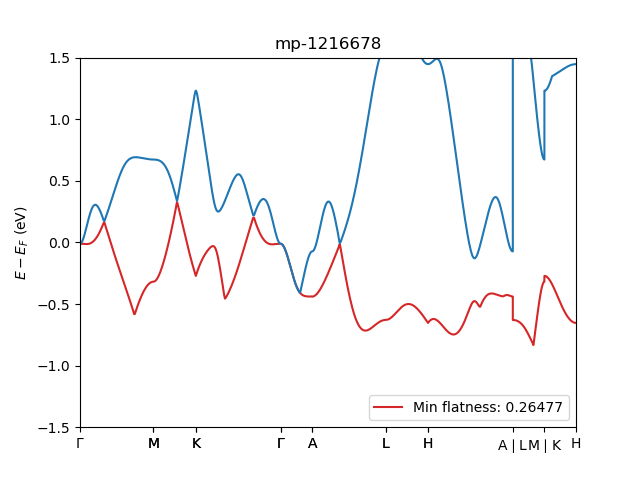 mp-1216678
E − E_F (eV)
1.5
1.0
0.5
0.0
−0.5
−1.0
−1.5
Min flatness: 0.26477
Γ M K Γ A L H A | L M | K H